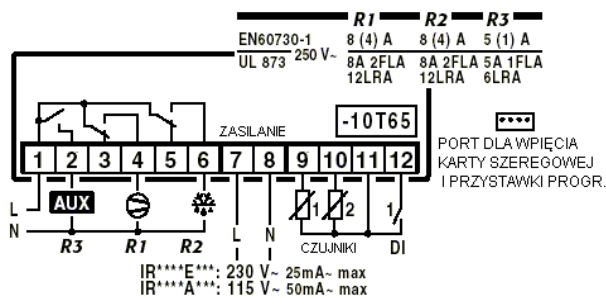 R1 R2 R3
EN60730-1 250 V~ 8 (4) A 8 (4) A 5 (1) A
UL 873 8A 2FLA 8A 2FLA 5A 1FLA
12LRA 12LRA 6LRA
ZASILANIE
-10T65
1 2 3 4 5 6 7 8 9 10 11 12
PORT DLA WPIĘCIA
KARTY SZEREGOWEJ
I PRZYSTAWKI PROGR.
L AUX 1 2 1
N
R3 R1 R2 L N CZUJNIKI DI
IR****E***: 230 V~ 25mA~ max
IR****A***: 115 V~ 50mA~ max